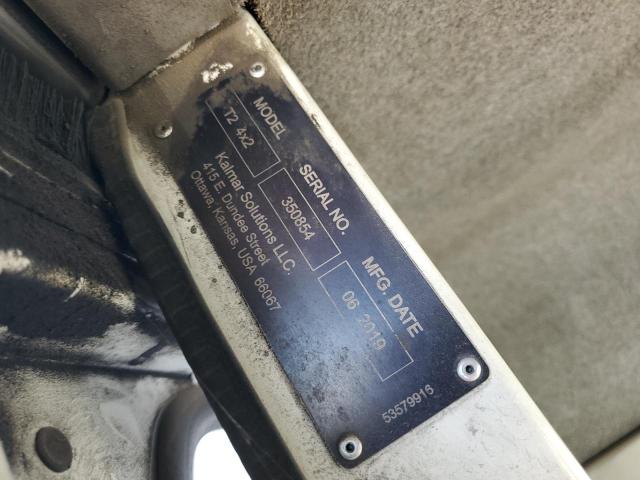 MODEL SERIAL NO. MFG. DATE
T2 4x2 350854 06 2019
Kalmar Solutions LLC.
415 E. Dundee Street
Ottawa, Kansas, USA 66067
53579916